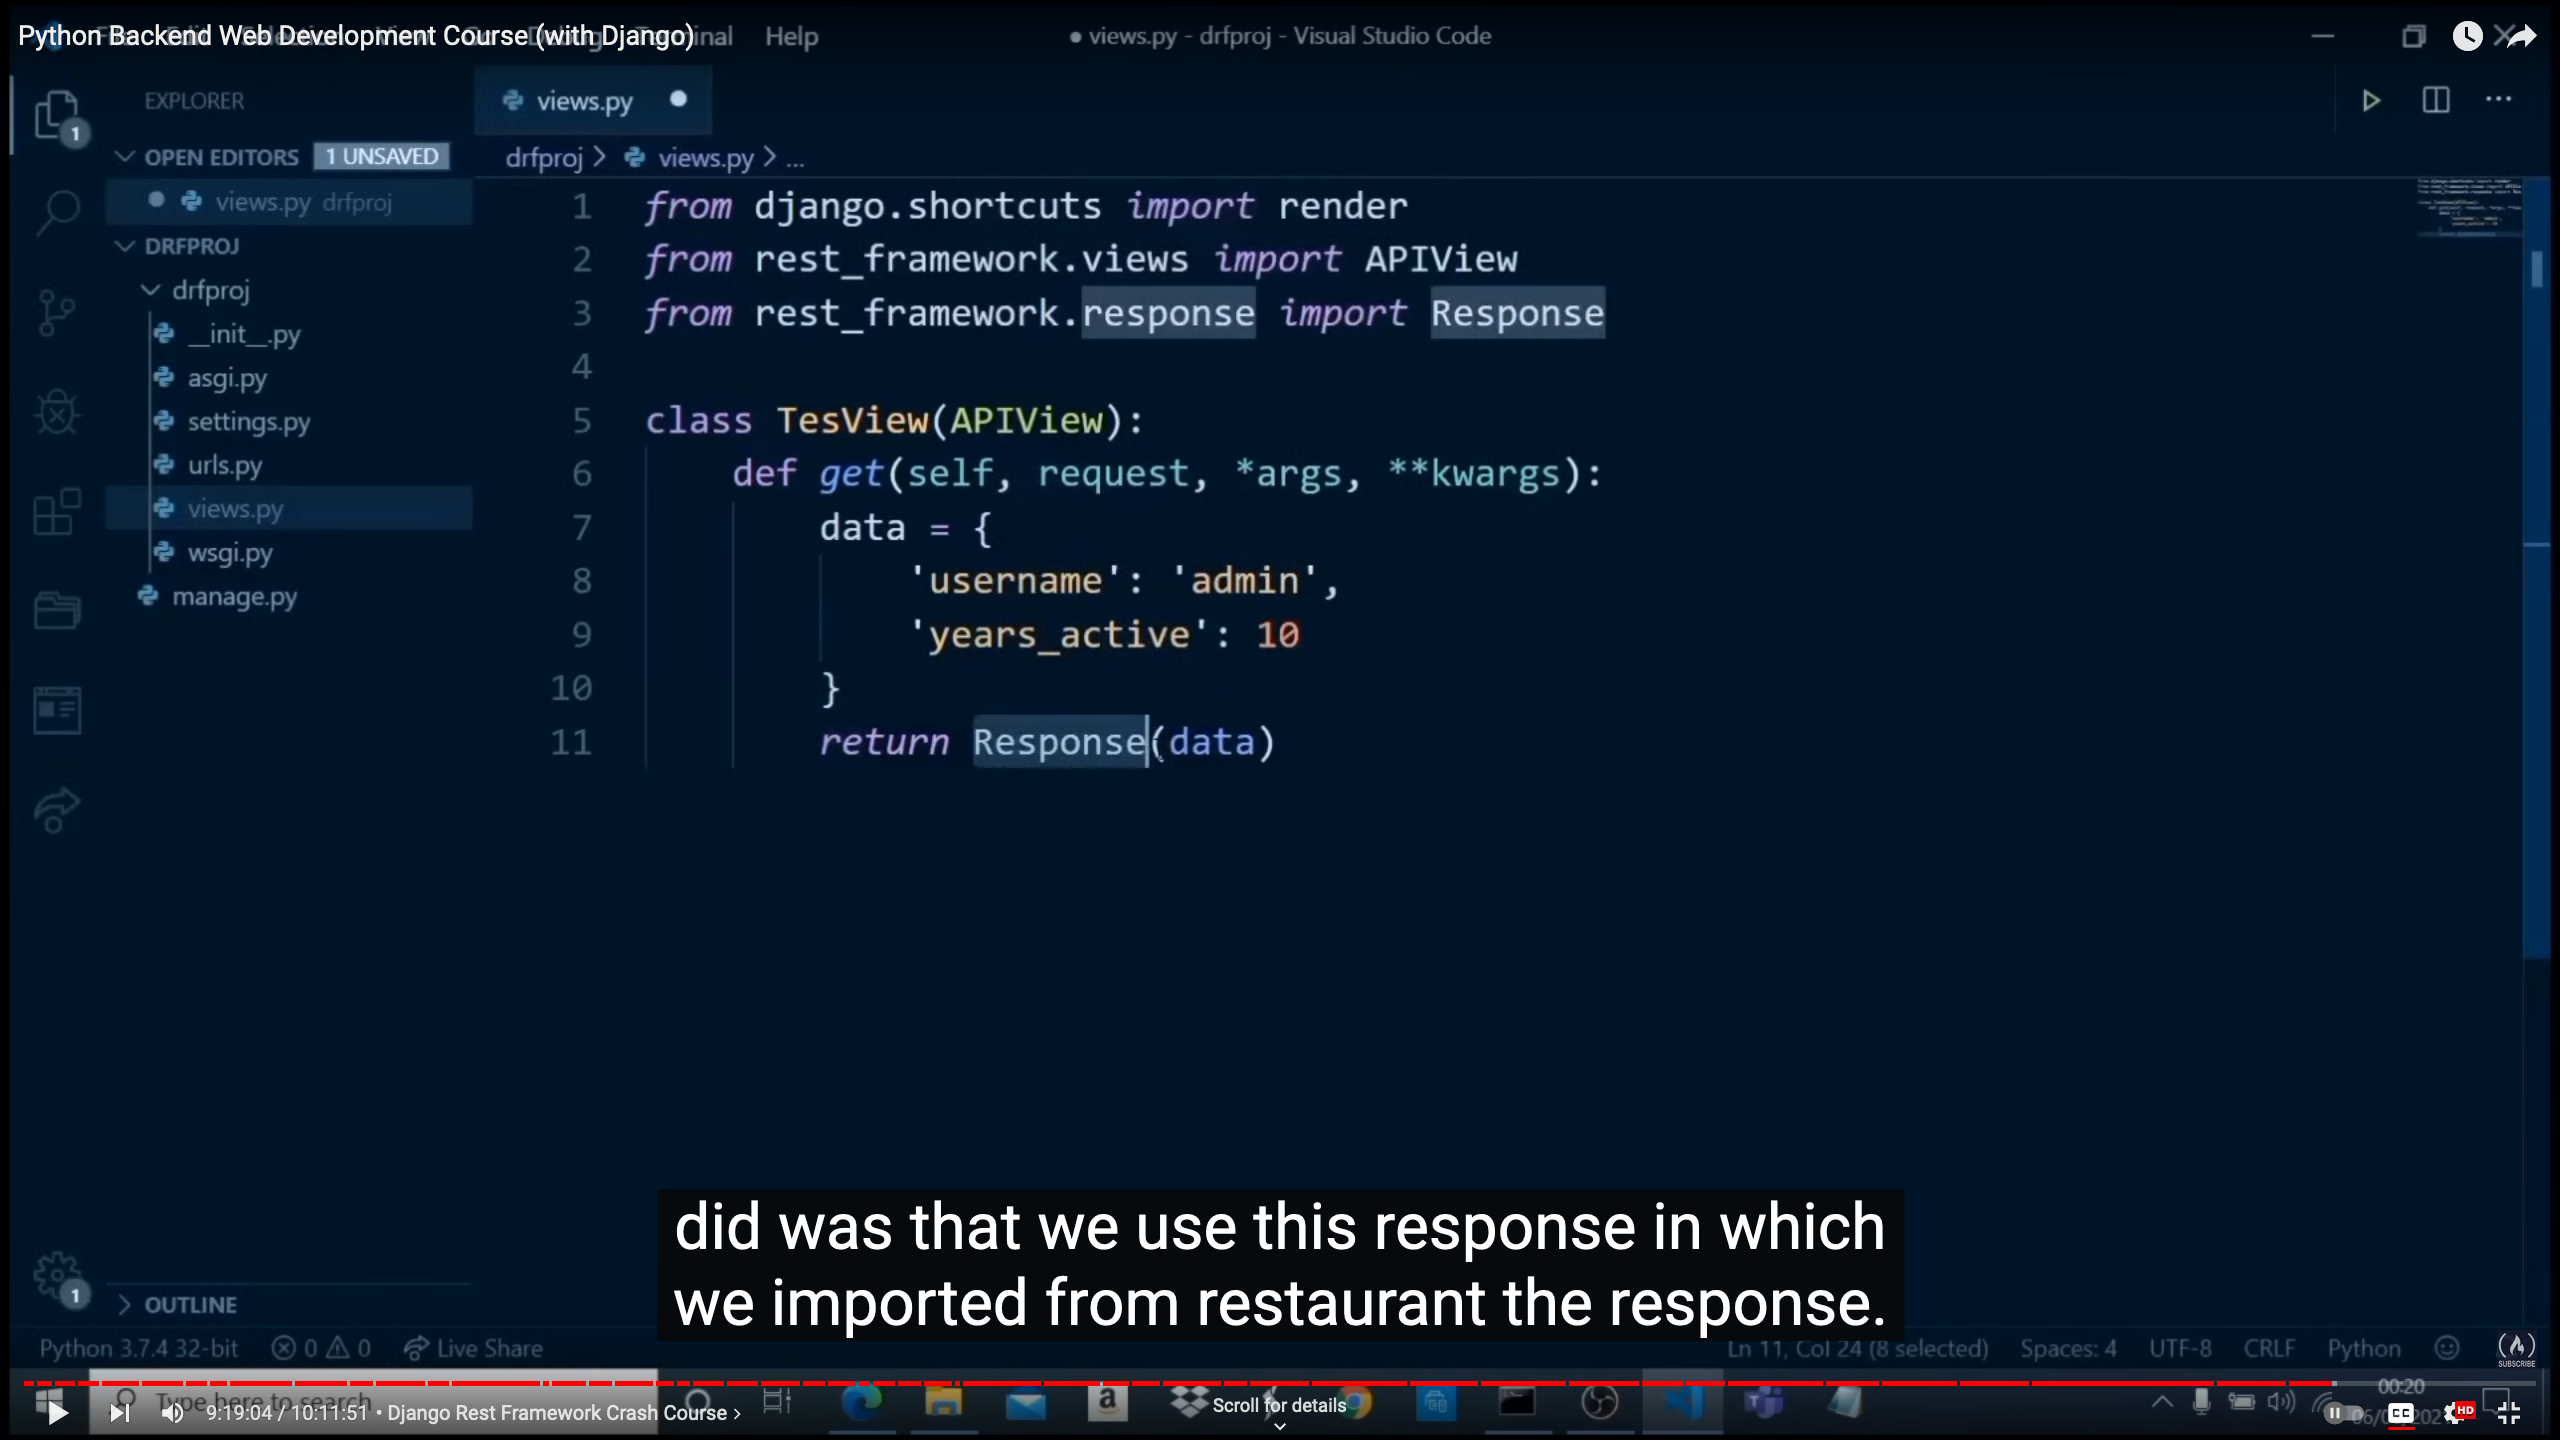 Python Backend Web Development Course (with Django)
Help
● views.py - drfproj - Visual Studio Code
EXPLORER
views.py
1
OPEN EDITORS
1 UNSAVED
drfproj > views.py > ...
views.py drfproj
DRFPROJ
drfproj
__init__.py
asgi.py
settings.py
urls.py
views.py
wsgi.py
manage.py
1 from django.shortcuts import render
2 from rest_framework.views import APIView
3 from rest_framework.response import Response
4
5 class TesView(APIView):
6 def get(self, request, *args, **kwargs):
7 data = {
8 'username': 'admin',
9 'years_active': 10
10 }
11 return Response(data)
did was that we use this response in which
we imported from restaurant the response.
1
OUTLINE
Python 3.7.4 32-bit
0
0
Live Share
Ln 11, Col 24 (8 selected)
Spaces: 4
UTF-8
CRLF
Python
SUBSCRIBE
Type here to search
a
00:20
9:19:04 / 10:11:51 • Django Rest Framework Crash Course ›
Scroll for details
CC
HD